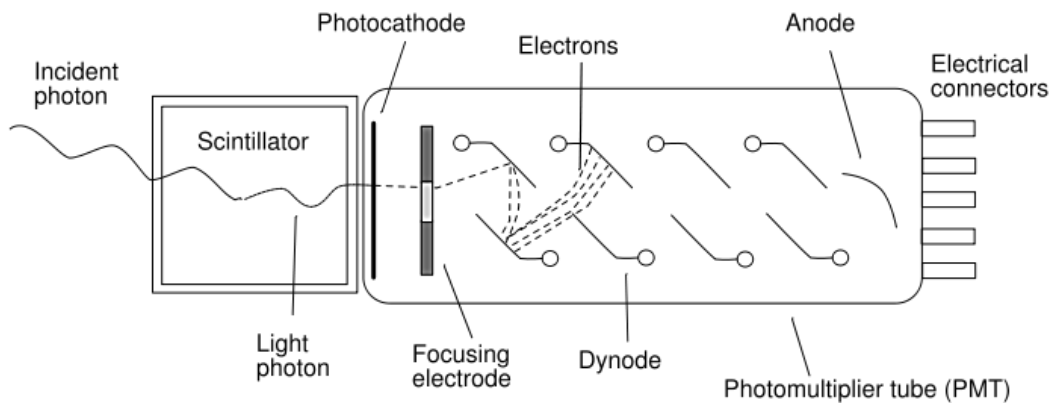 Photocathode
Electrons
Anode
Incident
photon
Electrical
connectors
Scintillator
Light
photon
Focusing
electrode
Dynode
Photomultiplier tube (PMT)